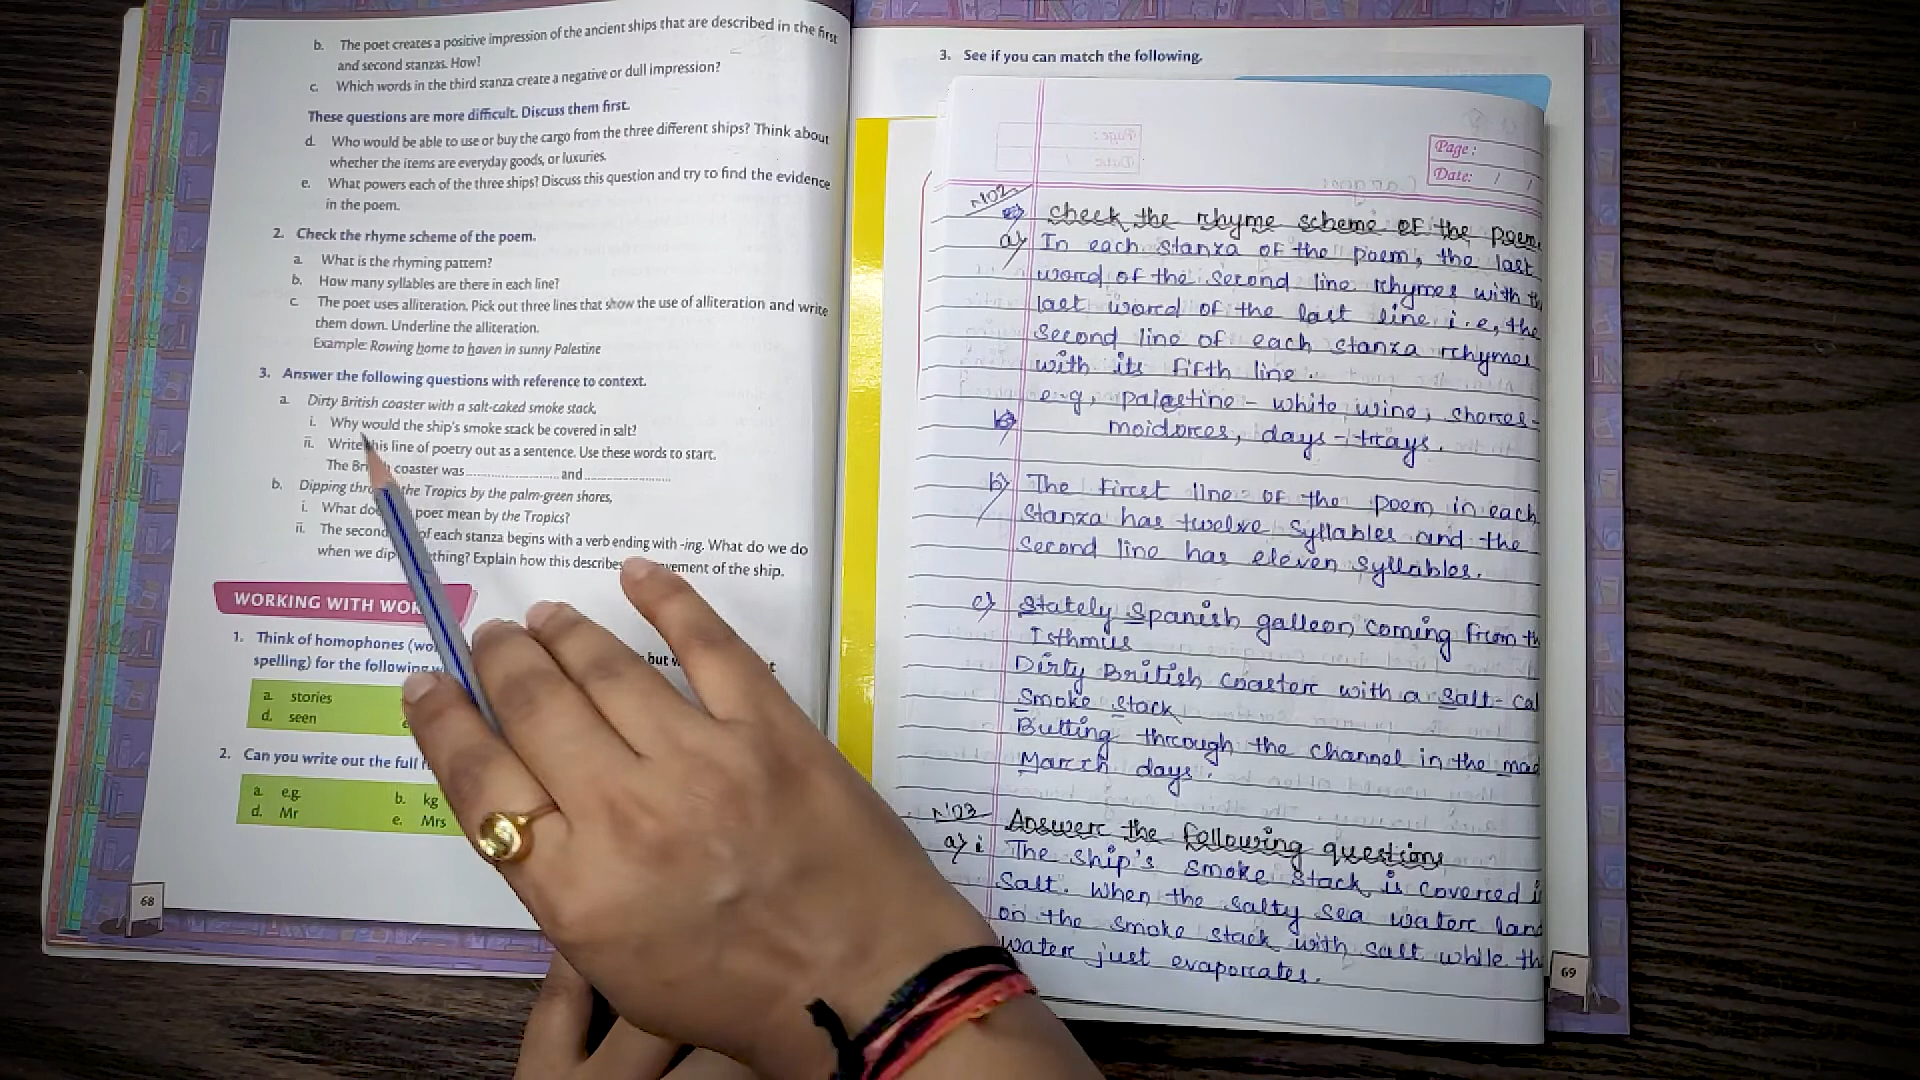 b. The poet creates a positive impression of the ancient ships that are described in the first
and second stanzas. How?
c. Which words in the third stanza create a negative or dull impression?
These questions are more difficult. Discuss them first.
d. Who would be able to use or buy the cargo from the three different ships? Think about
whether the items are everyday goods, or luxuries.
e. What powers each of the three ships? Discuss this question and try to find the evidence
in the poem.
2. Check the rhyme scheme of the poem.
a. What is the rhyming pattern?
b. How many syllables are there in each line?
c. The poet uses alliteration. Pick out three lines that show the use of alliteration and write
them down. Underline the alliteration.
Example: Rowing home to haven in sunny Palestine
3. Answer the following questions with reference to context.
a. Dirty British coaster with a salt-caked smoke stack,
i. Why would the ship's smoke stack be covered in salt?
ii. Write this line of poetry out as a sentence. Use these words to start.
The coaster was ........ and ........
b. Dipping the Tropics by the palm-green shores,
i. What poet mean by the Tropics?
ii. The second of each stanza begins with a verb ending with -ing. What do we do
when we dip Explain how this describes of the ship.
WORKING WITH
1. Think of homophones
spelling) for the following
but
a. stories
d. seen
2. Can you write out the full
a. e.g.
b. kg
d. Mr
e. Mrs
68
3. See if you can match the following.
Page :
Date: / /
N02
Check the rhyme scheme of the poem
a) In each stanza of the poem, the last
word of the second line rhymes with
last word of the last line i.e, the
second line of each stanza rhymes
with its fifth line.
e.g, palestine - white wine, shores-
moidores, days - trays.
b) The first line of the poem in each
stanza has twelve syllables and the
second line has eleven syllables.
c) Stately Spanish galleon coming from
Isthmus
Dirty British coaster with a salt-
Smoke stack
Butting through the channel in the mad
March days.
N03 Answer the following questions
a) i The ship's smoke stack is covered
salt. When the salty sea water
on the smoke stack with salt while
water just evaporates.
69